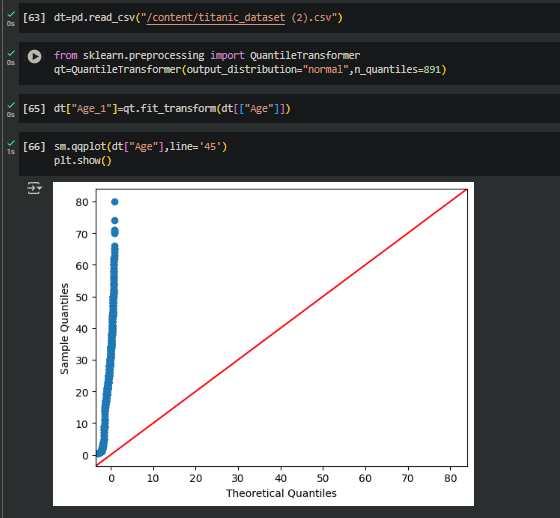 [63] dt=pd.read_csv("/content/titanic_dataset (2).csv")
0s
from sklearn.preprocessing import QuantileTransformer
0s
qt=QuantileTransformer(output_distribution="normal",n_quantiles=891)
[65] dt["Age_1"]=qt.fit_transform(dt[["Age"]])
0s
[66] sm.qqplot(dt["Age"],line='45')
1s
plt.show()
80
70
60
50
40
30
20
10
0
Sample Quantiles
0 10 20 30 40 50 60 70 80
Theoretical Quantiles